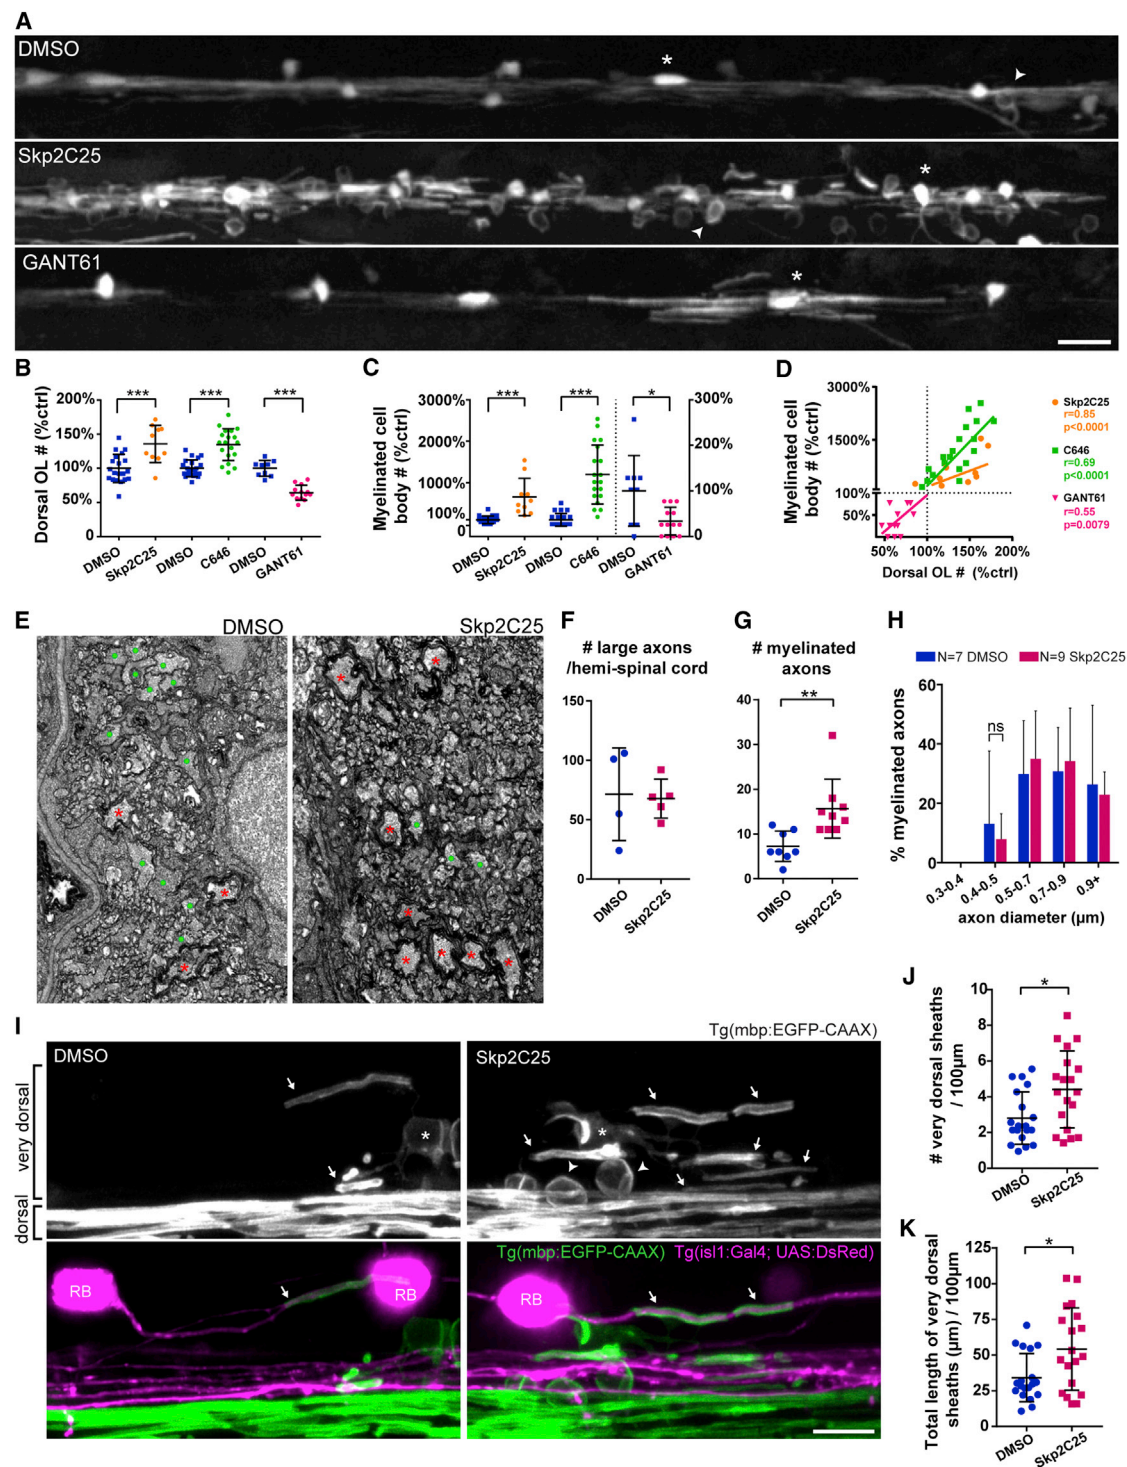 A
DMSO
*
Skp2C25
*
GANT61
*
B
Dorsal OL # (%ctrl)
200%
150%
100%
50%
0
***
***
***
DMSO
Skp2C25
DMSO
C646
DMSO
GANT61
C
Myelinated cell
body # (%ctrl)
3000%
2000%
1000%
100%
0
***
***
*
300%
200%
100%
0
DMSO
Skp2C25
DMSO
C646
DMSO
GANT61
D
Myelinated cell
body # (%ctrl)
3000%
1500%
100%
50%
50%
100%
150%
200%
Dorsal OL # (%ctrl)
Skp2C25
r=0.85
p<0.0001
C646
r=0.69
p<0.0001
GANT61
r=0.55
p=0.0079
E
DMSO
Skp2C25
F
# large axons
/hemi-spinal cord
150
100
50
0
DMSO
Skp2C25
G
# myelinated
axons
40
30
20
10
0
**
DMSO
Skp2C25
H
N=7 DMSO
N=9 Skp2C25
% myelinated axons
60
40
20
0
ns
0.3-0.4
0.4-0.5
0.5-0.7
0.7-0.9
0.9+
axon diameter (µm)
I
Tg(mbp:EGFP-CAAX)
DMSO
*
Skp2C25
*
very dorsal
dorsal
Tg(mbp:EGFP-CAAX)
Tg(isl1:Gal4; UAS:DsRed)
RB
RB
RB
J
# very dorsal sheaths
/ 100µm
10
8
6
4
2
0
*
DMSO
Skp2C25
K
Total length of very dorsal
sheaths (µm) / 100µm
125
100
75
50
25
0
*
DMSO
Skp2C25